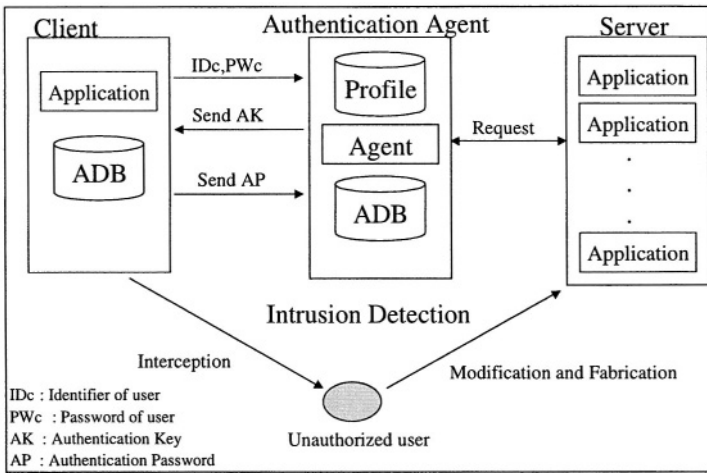 Client
Authentication Agent
Server
IDc,PWc
Application
Profile
Application
Send AK
Application
Agent
Request
ADB
Send AP
ADB
.
.
.
Application
Intrusion Detection
Interception
Modification and Fabrication
IDc : Identifier of user
PWc : Password of user
AK : Authentication Key
AP : Authentication Password
Unauthorized user